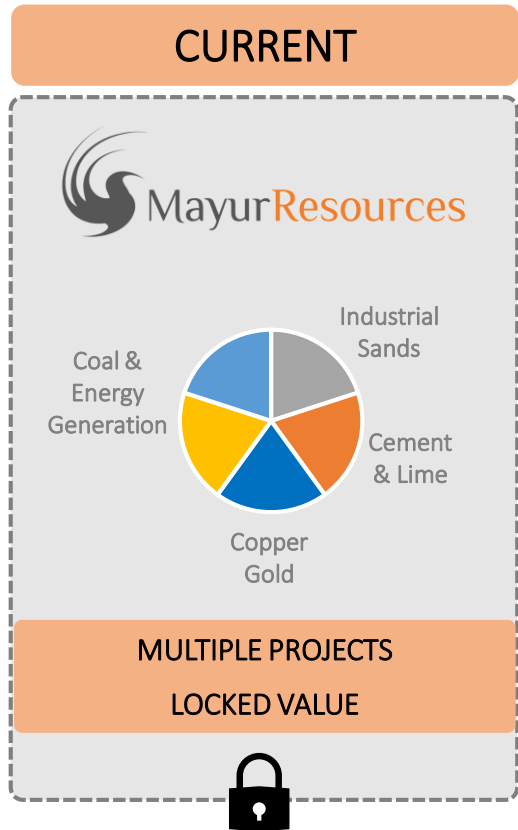 CURRENT
MayurResources
Industrial
Sands
Coal &
Energy
Generation
Cement
& Lime
Copper
Gold
MULTIPLE PROJECTS
LOCKED VALUE